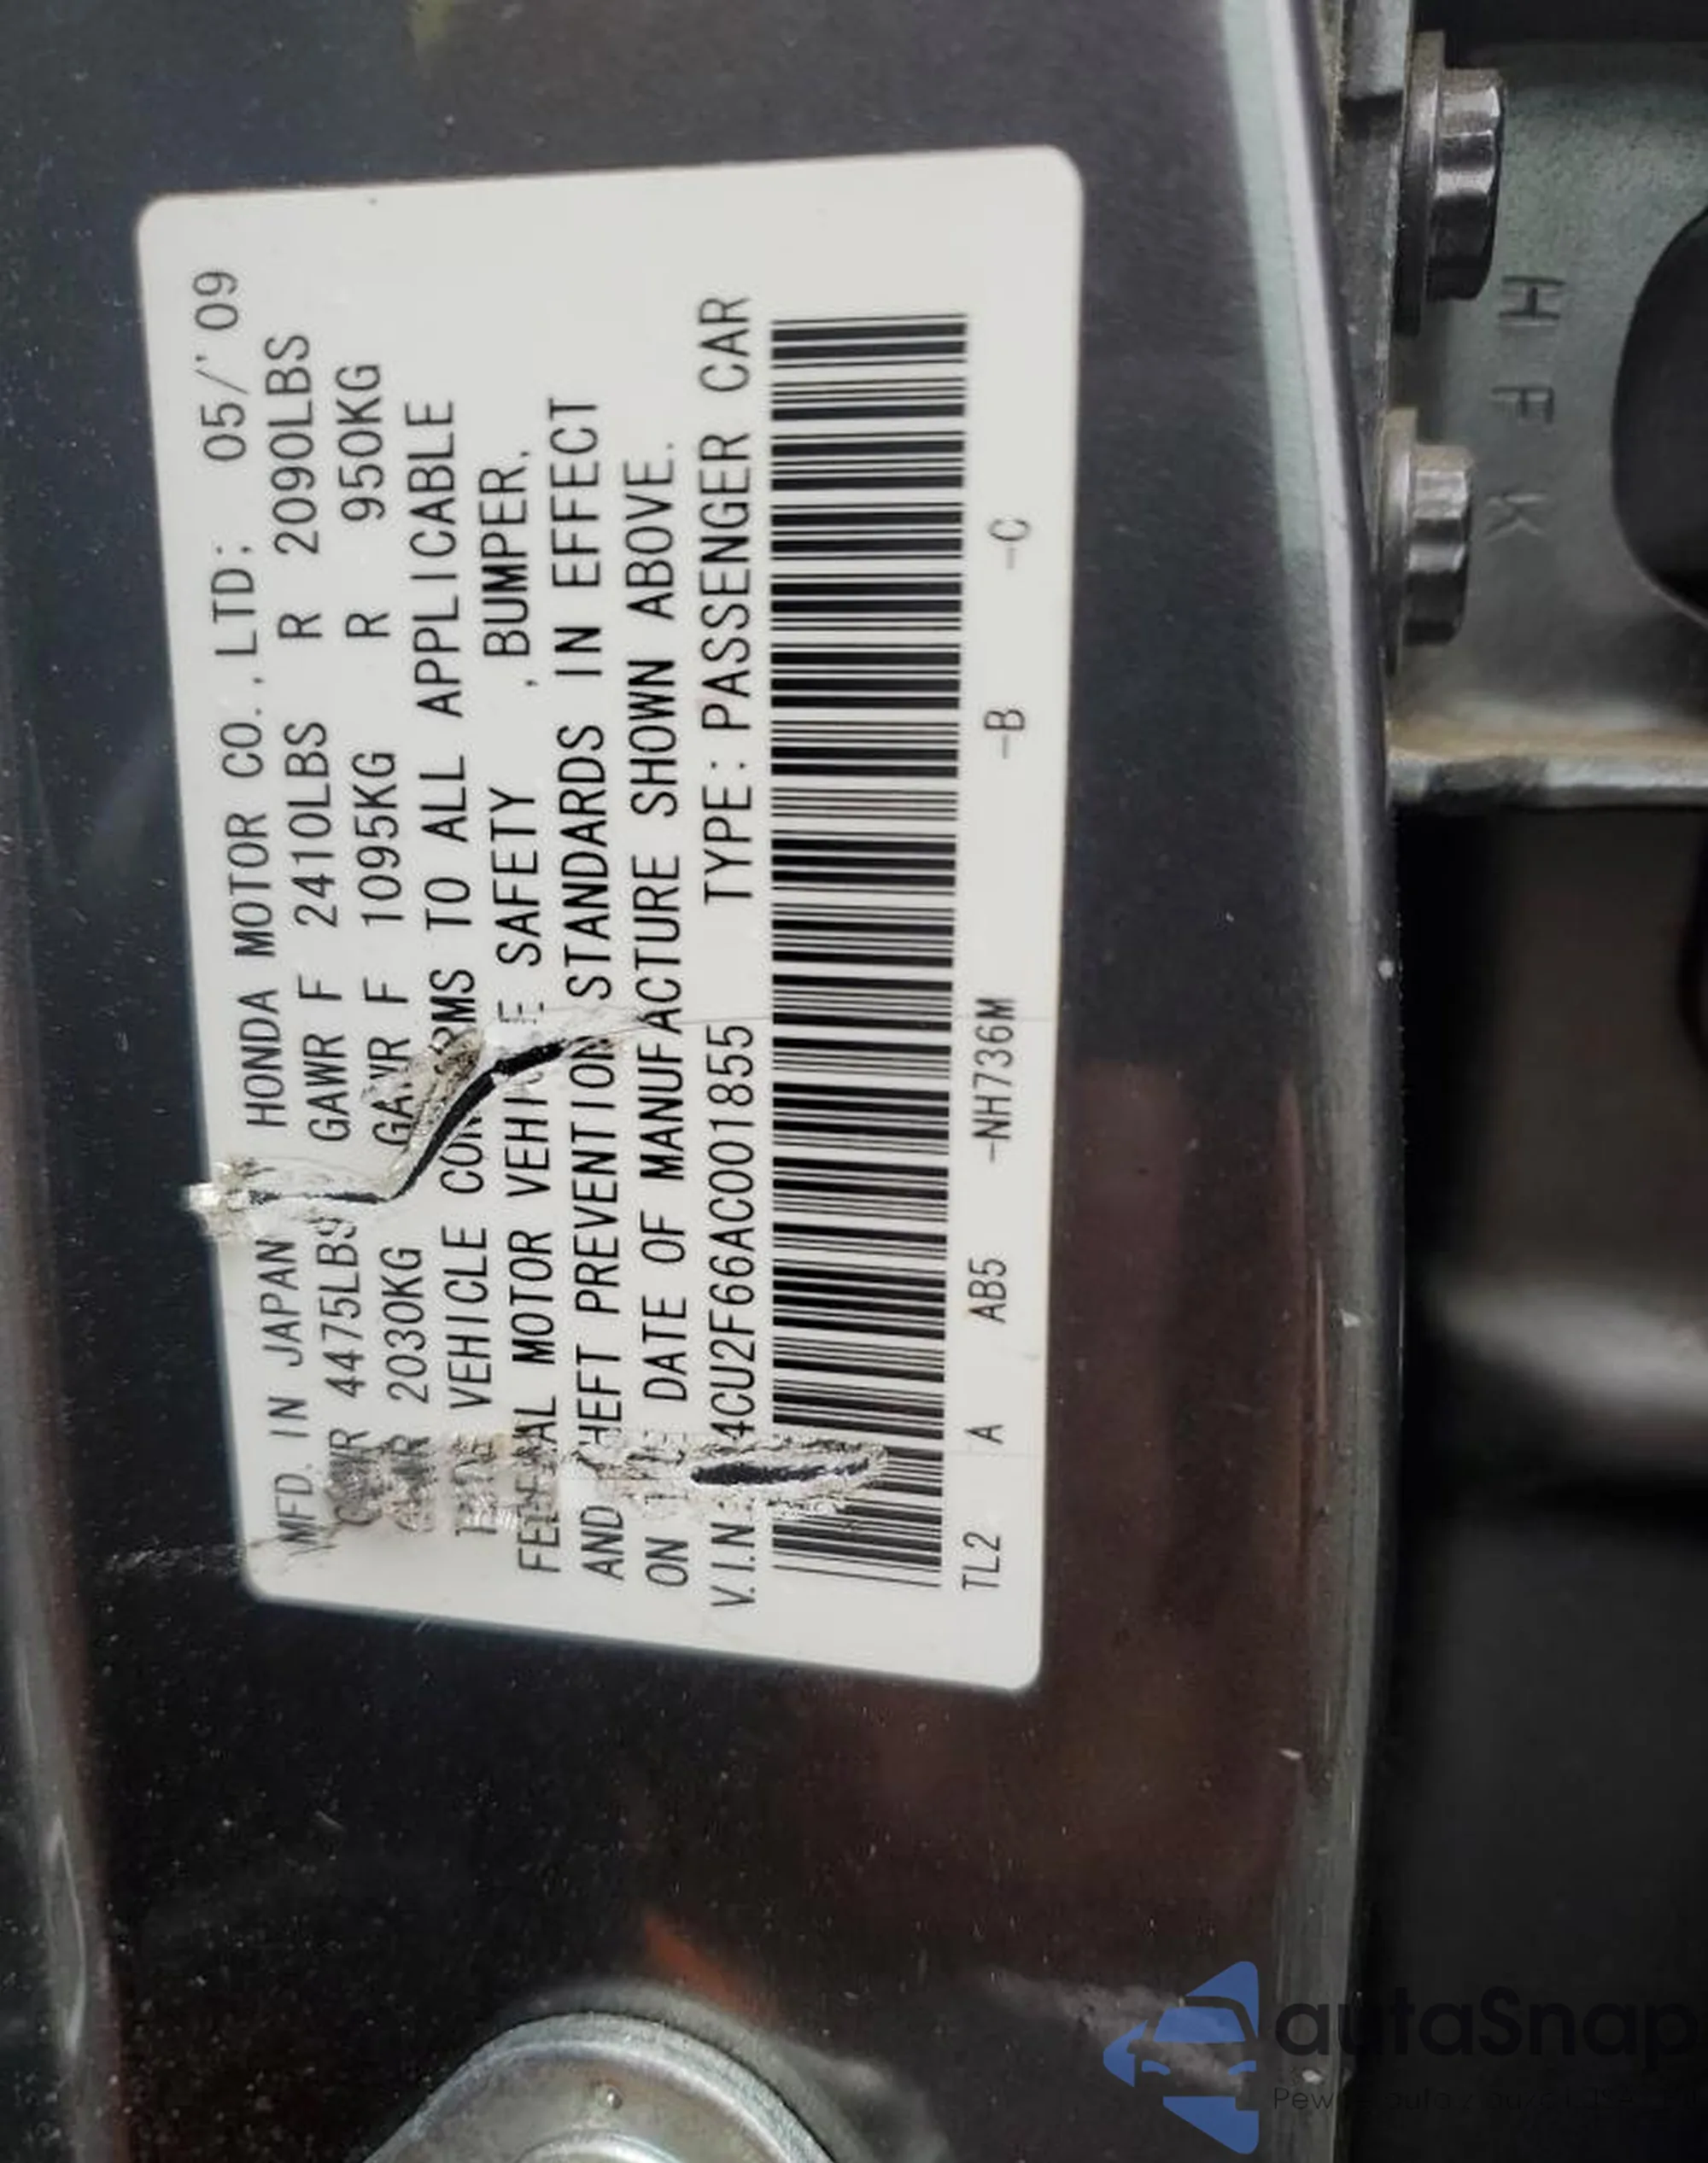 MFD. IN JAPAN HONDA MOTOR CO.,LTD; 05/'09
4475LBS GAWR F 2410LBS R 2090LBS
2030KG F 1095KG R 950KG
VEHICLE TO ALL APPLICABLE
MOTOR SAFETY , BUMPER,
AND PREVENTION STANDARDS IN EFFECT
ON DATE OF MANUFACTURE SHOWN ABOVE.
V.I.N. 4CU2F66AC001855 TYPE: PASSENGER CAR
TL2 A AB5 -NH736M -B -C
H F K
autaSnap